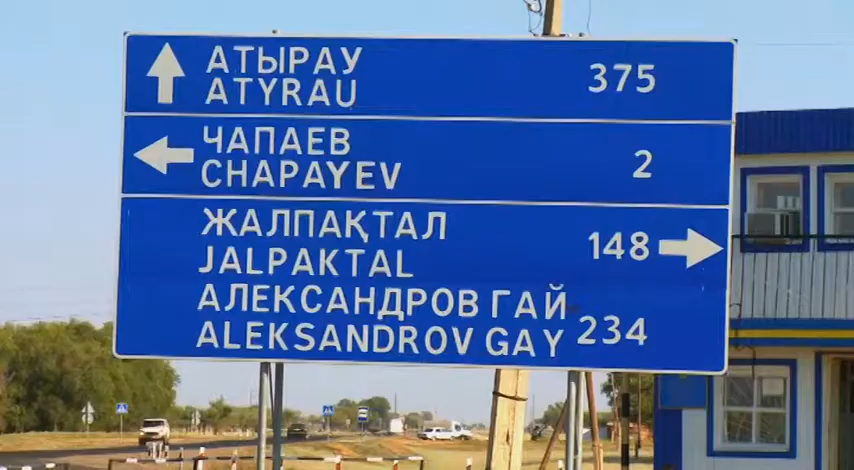 АТЫРАУ
ATYRAU 375
ЧАПАЕВ
CHAPAYEV 2
ЖАЛПАҚТАЛ
JALPAKTAL 148
АЛЕКСАНДРОВ ГАЙ
ALEKSANDROV GAY 234